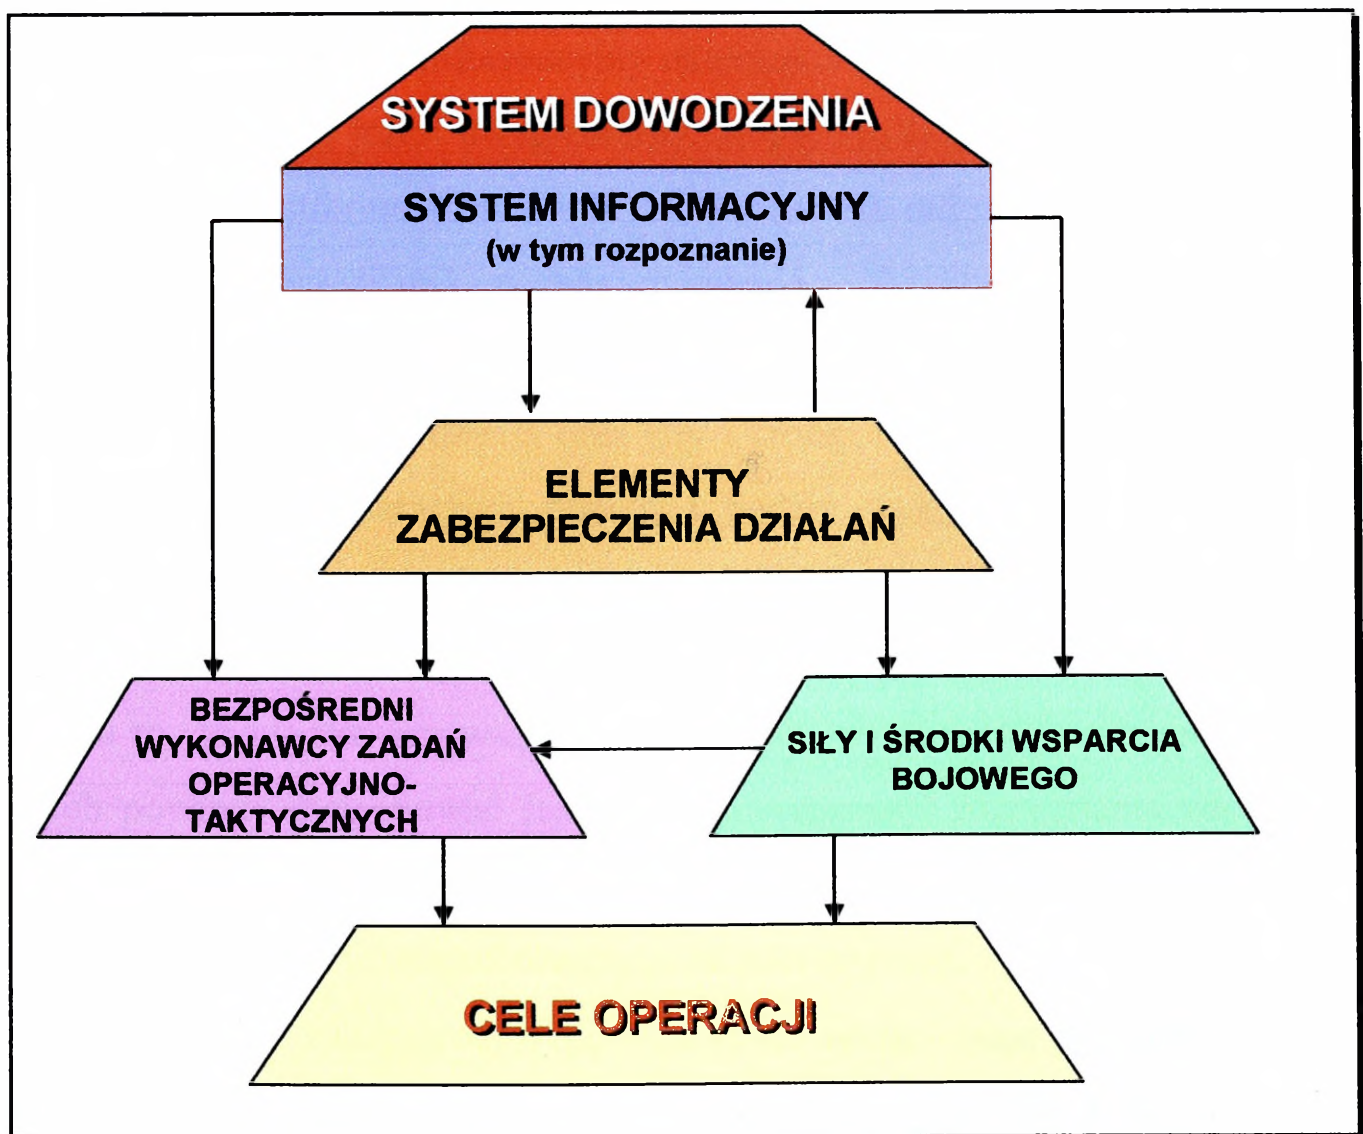 SYSTEM DOWODZENIA
SYSTEM INFORMACYJNY
(w tym rozpoznanie)
ELEMENTY
ZABEZPIECZENIA DZIAŁAŃ
BEZPOŚREDNI
WYKONAWCY ZADAŃ
OPERACYJNO-
TAKTYCZNYCH
SIŁY I ŚRODKI WSPARCIA
BOJOWEGO
CELE OPERACJI